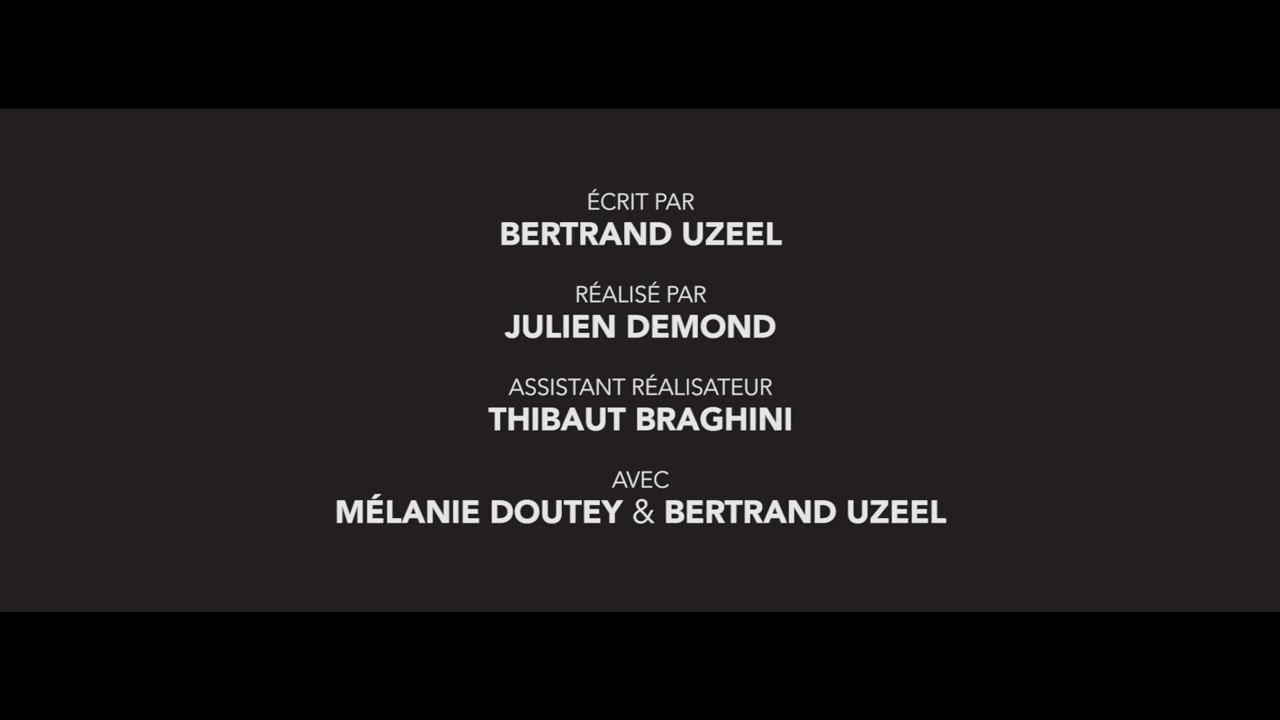 ÉCRIT PAR
BERTRAND UZEEL
RÉALISÉ PAR
JULIEN DEMOND
ASSISTANT RÉALISATEUR
THIBAUT BRAGHINI
AVEC
MÉLANIE DOUTEY & BERTRAND UZEEL